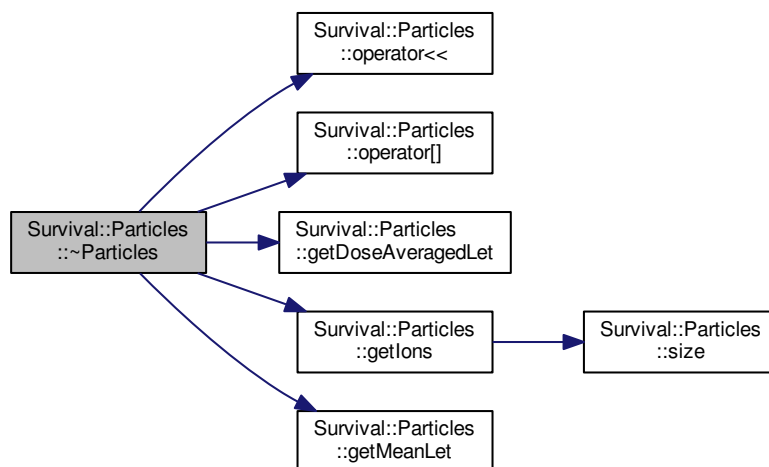 Survival::Particles
::operator<<
Survival::Particles
::operator[]
Survival::Particles
::~Particles
Survival::Particles
::getDoseAveragedLet
Survival::Particles
::getIons
Survival::Particles
::size
Survival::Particles
::getMeanLet